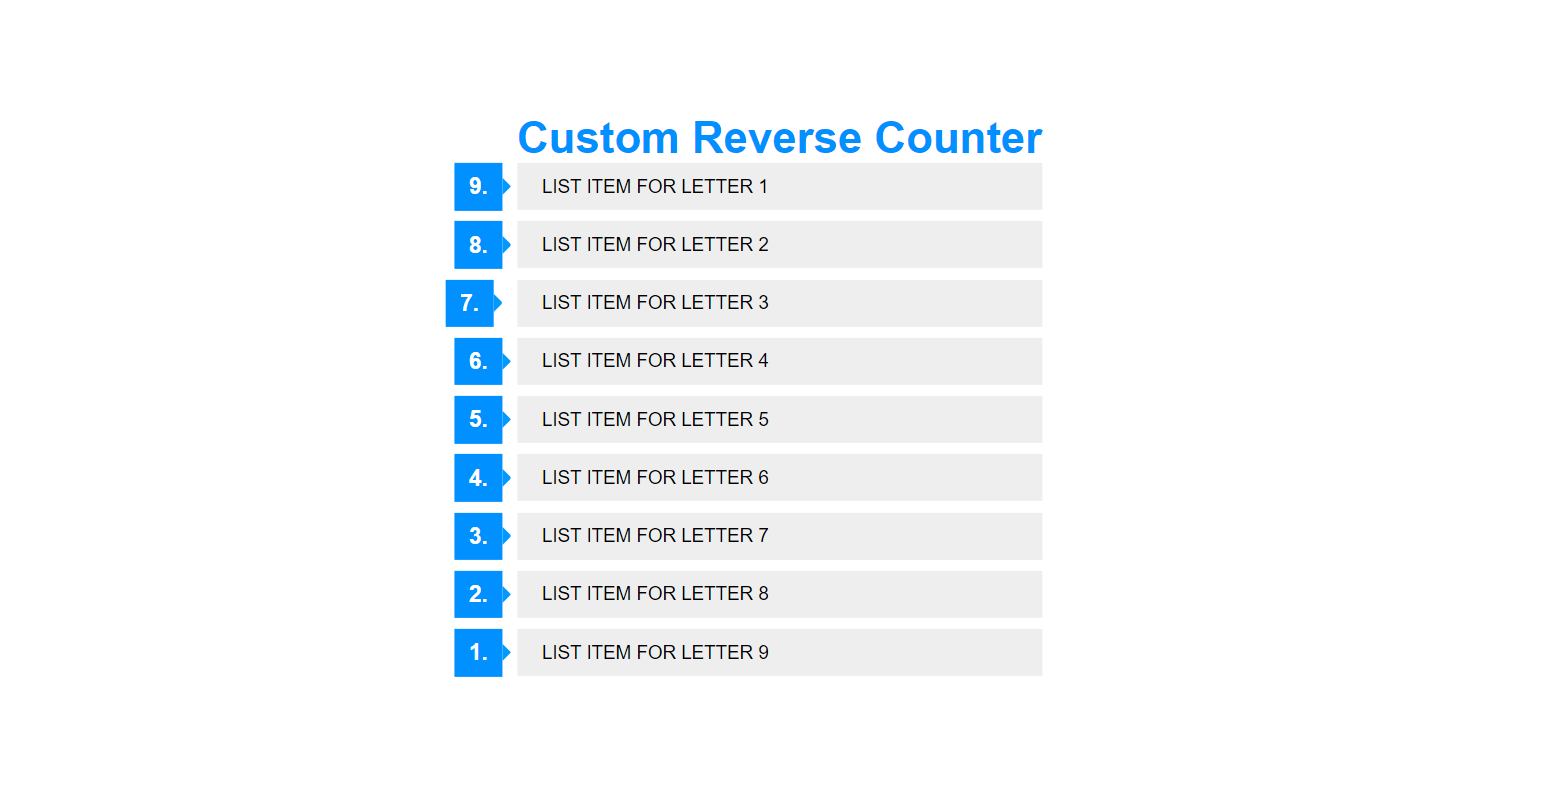 Custom Reverse Counter
9. LIST ITEM FOR LETTER 1
8. LIST ITEM FOR LETTER 2
7. LIST ITEM FOR LETTER 3
6. LIST ITEM FOR LETTER 4
5. LIST ITEM FOR LETTER 5
4. LIST ITEM FOR LETTER 6
3. LIST ITEM FOR LETTER 7
2. LIST ITEM FOR LETTER 8
1. LIST ITEM FOR LETTER 9